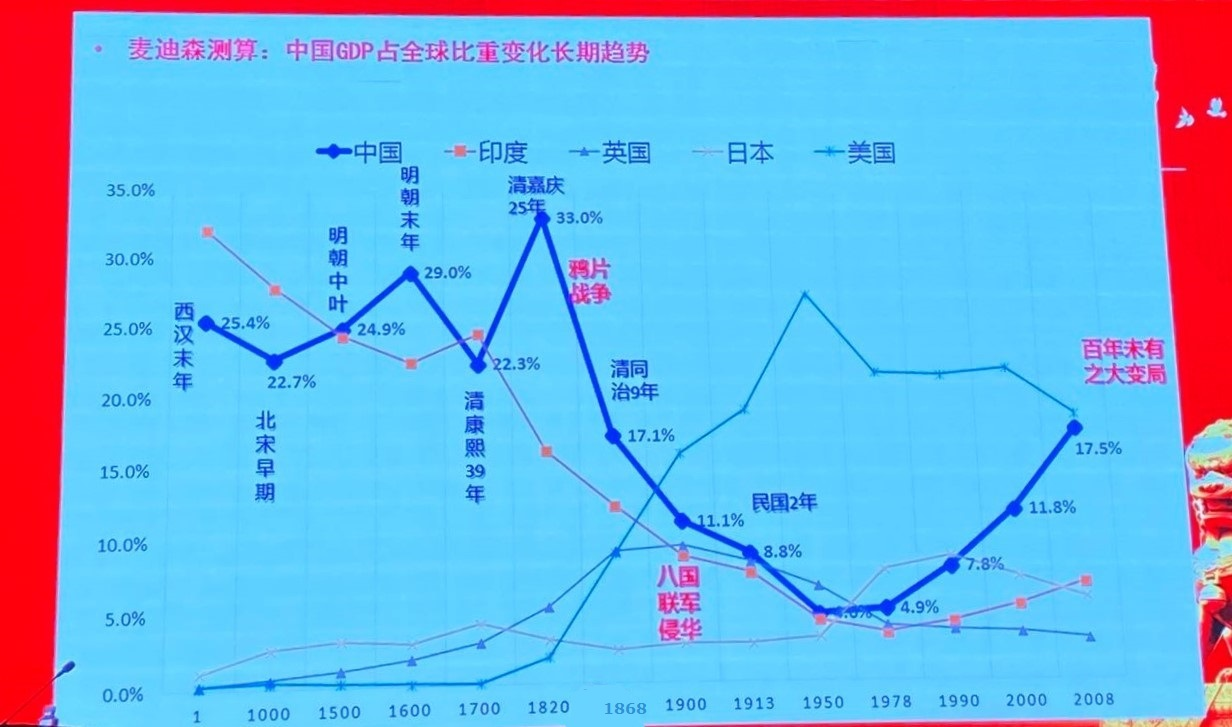 • 麦迪森测算：中国GDP占全球比重变化长期趋势
中国 印度 英国 日本 美国
35.0%
30.0%
25.0%
20.0%
15.0%
10.0%
5.0%
0.0%
西汉末年
25.4%
22.7%
北宋早期
明朝中叶
24.9%
明朝末年
29.0%
22.3%
清康熙39年
清嘉庆
25年
33.0%
鸦片
战争
清同
治9年
17.1%
11.1%
八国
联军
侵华
民国2年
8.8%
4.6%
4.9%
7.8%
11.8%
17.5%
百年未有
之大变局
1 1000 1500 1600 1700 1820 1868 1900 1913 1950 1978 1990 2000 2008